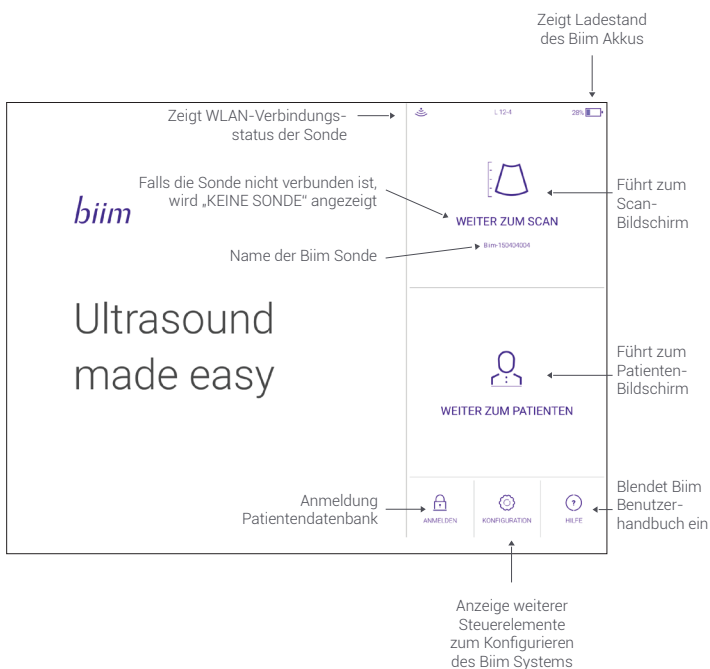 Zeigt Ladestand
des Biim Akkus
Zeigt WLAN-Verbindungs-
status der Sonde
L 12-4
28%
Falls die Sonde nicht verbunden ist,
wird „KEINE SONDE“ angezeigt
biim
WEITER ZUM SCAN
Führt zum
Scan-
Bildschirm
Name der Biim Sonde
Biim-150404004
Ultrasound
made easy
WEITER ZUM PATIENTEN
Führt zum
Patienten-
Bildschirm
Anmeldung
Patientendatenbank
ANMELDEN
KONFIGURATION
?
HILFE
Blendet Biim
Benutzer-
handbuch ein
Anzeige weiterer
Steuerelemente
zum Konfigurieren
des Biim Systems